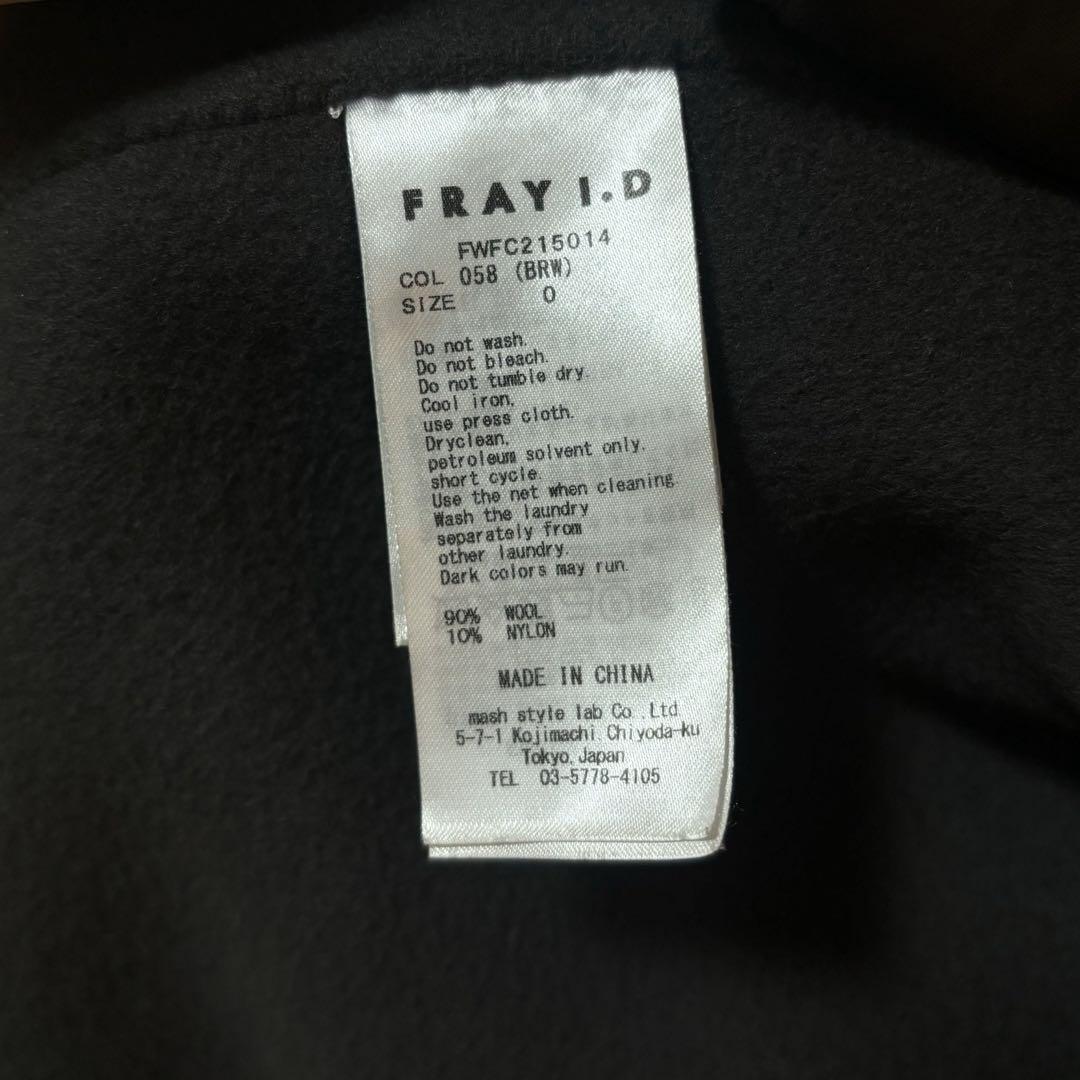 FRAY I.D
FWFC215014
COL 058 (BRW)
SIZE 0
Do not wash.
Do not bleach.
Do not tumble dry.
Cool iron.
use press cloth.
Dryclean.
petroleum solvent only.
short cycle.
Use the net when cleaning.
Wash the laundry
separately from
other laundry.
Dark colors may run.
90% WOOL
10% NYLON
MADE IN CHINA
mash style lab Co.,Ltd
5-7-1 Kojimachi Chiyoda-ku
Tokyo, Japan
TEL 03-5778-4105